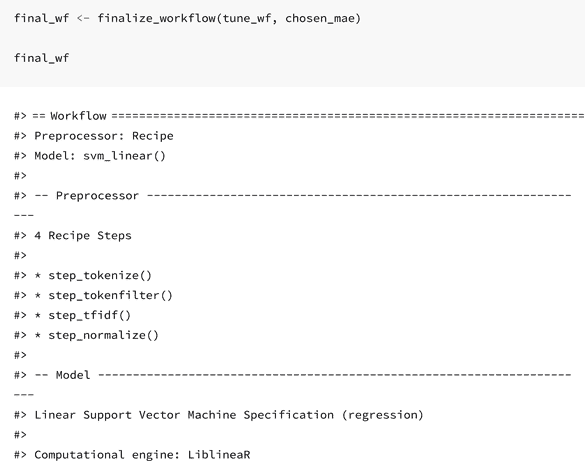 final_wf <- finalize_workflow(tune_wf, chosen_mae)
final_wf
#> == Workflow ====================================================================
#> Preprocessor: Recipe
#> Model: svm_linear()
#>
#> -- Preprocessor -------------------------------------------------------------
---
#> 4 Recipe Steps
#>
#> * step_tokenize()
#> * step_tokenfilter()
#> * step_tfidf()
#> * step_normalize()
#>
#> -- Model --------------------------------------------------------------------
---
#> Linear Support Vector Machine Specification (regression)
#>
#> Computational engine: LiblineaR